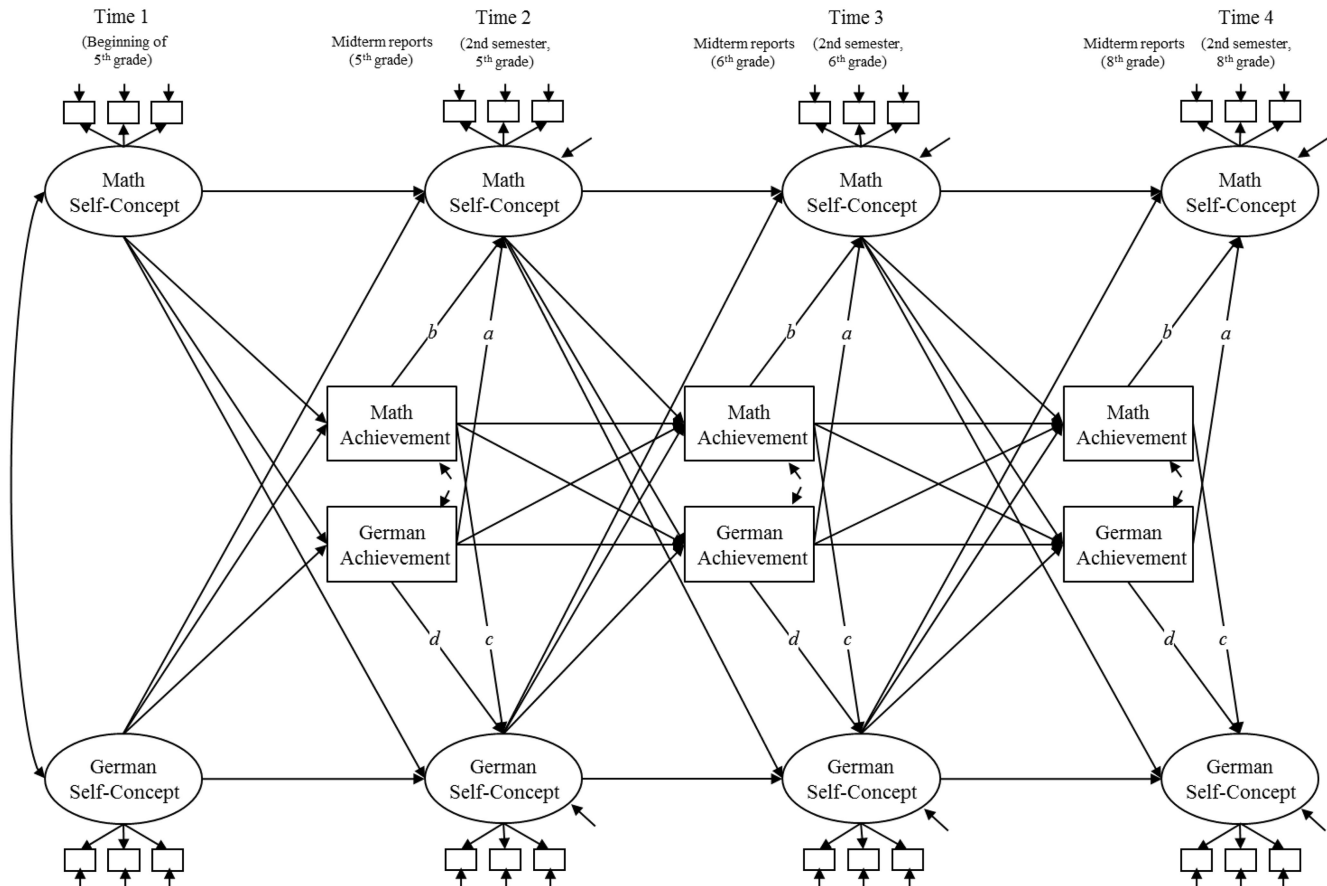 Time 1
(Beginning of
5th grade)
Midterm reports
(5th grade)
Time 2
(2nd semester,
5th grade)
Midterm reports
(6th grade)
Time 3
(2nd semester,
6th grade)
Midterm reports
(8th grade)
Time 4
(2nd semester,
8th grade)
Math
Self-Concept
Math
Self-Concept
Math
Self-Concept
Math
Self-Concept
b
a
b
a
b
a
Math
Achievement
Math
Achievement
Math
Achievement
German
Achievement
German
Achievement
German
Achievement
d
c
d
c
d
c
German
Self-Concept
German
Self-Concept
German
Self-Concept
German
Self-Concept